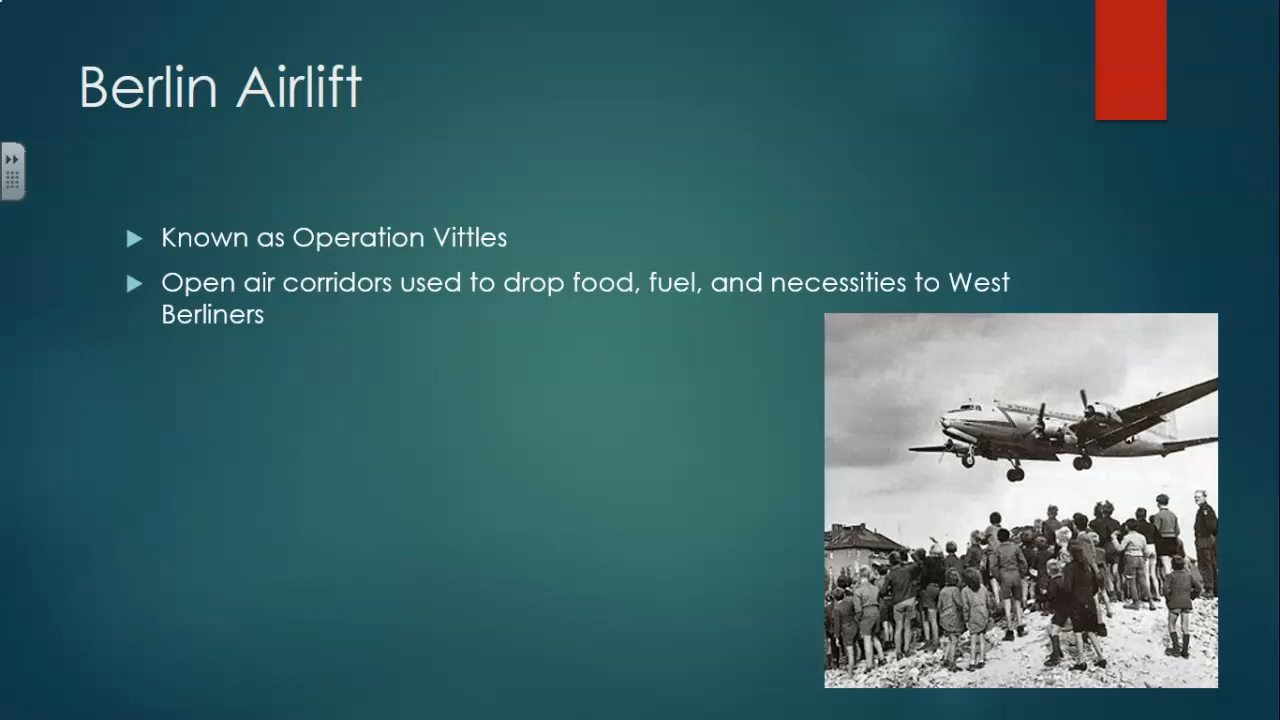 Berlin Airlift
Known as Operation Vittles
Open air corridors used to drop food, fuel, and necessities to West
Berliners